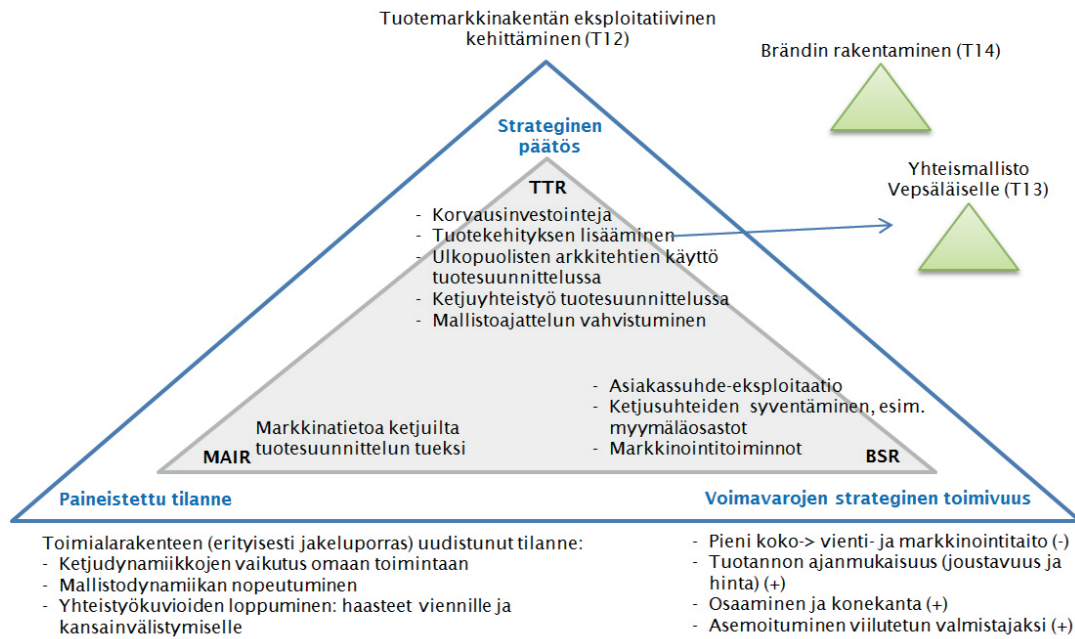 Tuotemarkkinakentän eksploitatiivinen
kehittäminen (T12)
Brändin rakentaminen (T14)
Strateginen
päätös
Yhteismallisto
Vepsäläiselle (T13)
TTR
- Korvausinvestointeja
- Tuotekehityksen lisääminen
- Ulkopuolisten arkkitehtien käyttö
tuotesuunnittelussa
- Ketjuyhteistyö tuotesuunnittelussa
- Mallistoajattelun vahvistuminen
- Asiakassuhde-eksploitaatio
- Ketjusuhteiden syventäminen, esim.
myymäläosastot
- Markkinointitoiminnot
Markkinatietoa ketjuilta
tuotesuunnittelun tueksi
MAIR
BSR
Paineistettu tilanne
Voimavarojen strateginen toimivuus
Toimialarakenteen (erityisesti jakeluporras) uudistunut tilanne:
- Ketjudynamiikkojen vaikutus omaan toimintaan
- Mallistodynamiikan nopeutuminen
- Yhteistyökuvioiden loppuminen: haasteet viennille ja
kansainvälistymiselle
- Pieni koko-> vienti- ja markkinointitaito (-)
- Tuotannon ajanmukaisuus (joustavuus ja
hinta) (+)
- Osaaminen ja konekanta (+)
- Asemoituminen viilutetun valmistajaksi (+)